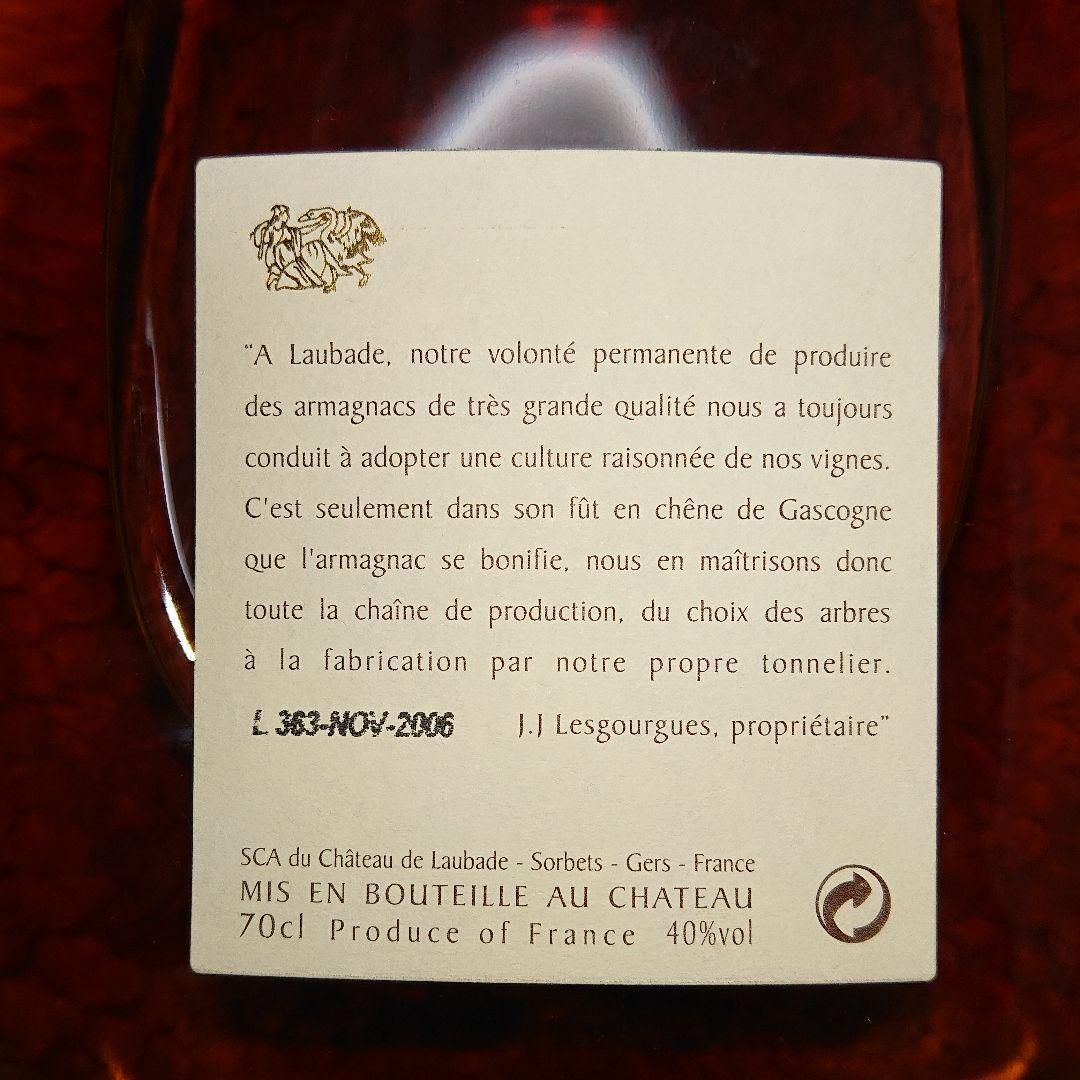 "A Laubade, notre volonté permanente de produire
des armagnacs de très grande qualité nous a toujours
conduit à adopter une culture raisonnée de nos vignes.
C'est seulement dans son fût en chêne de Gascogne
que l'armagnac se bonifie, nous en maîtrisons donc
toute la chaîne de production, du choix des arbres
à la fabrication par notre propre tonnelier.
L 363-NOV-2006 J.J Lesgourgues, propriétaire"
SCA du Château de Laubade - Sorbets - Gers - France
MIS EN BOUTEILLE AU CHATEAU
70cl Produce of France 40%vol